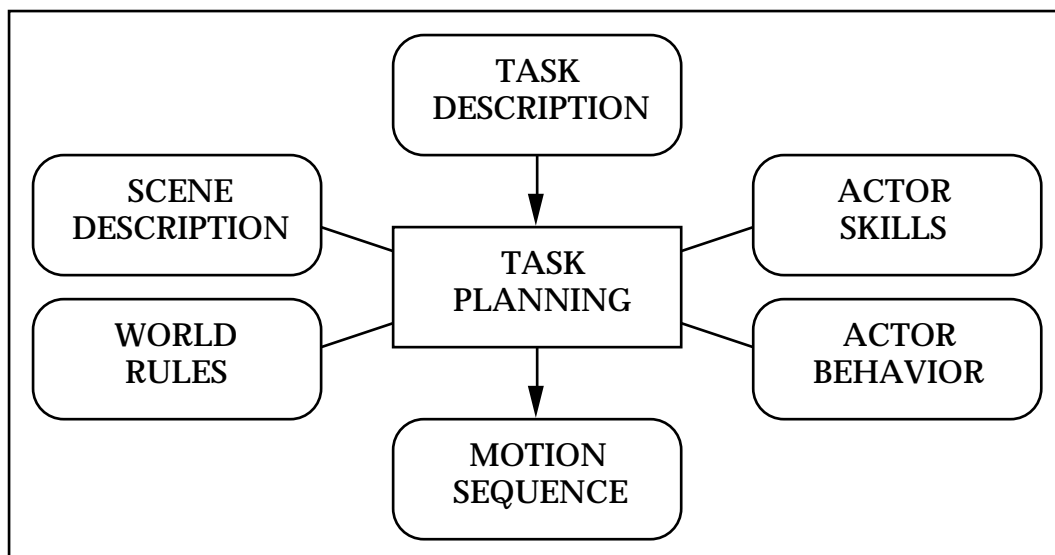 TASK
DESCRIPTION
SCENE
DESCRIPTION
ACTOR
SKILLS
TASK
PLANNING
WORLD
RULES
ACTOR
BEHAVIOR
MOTION
SEQUENCE